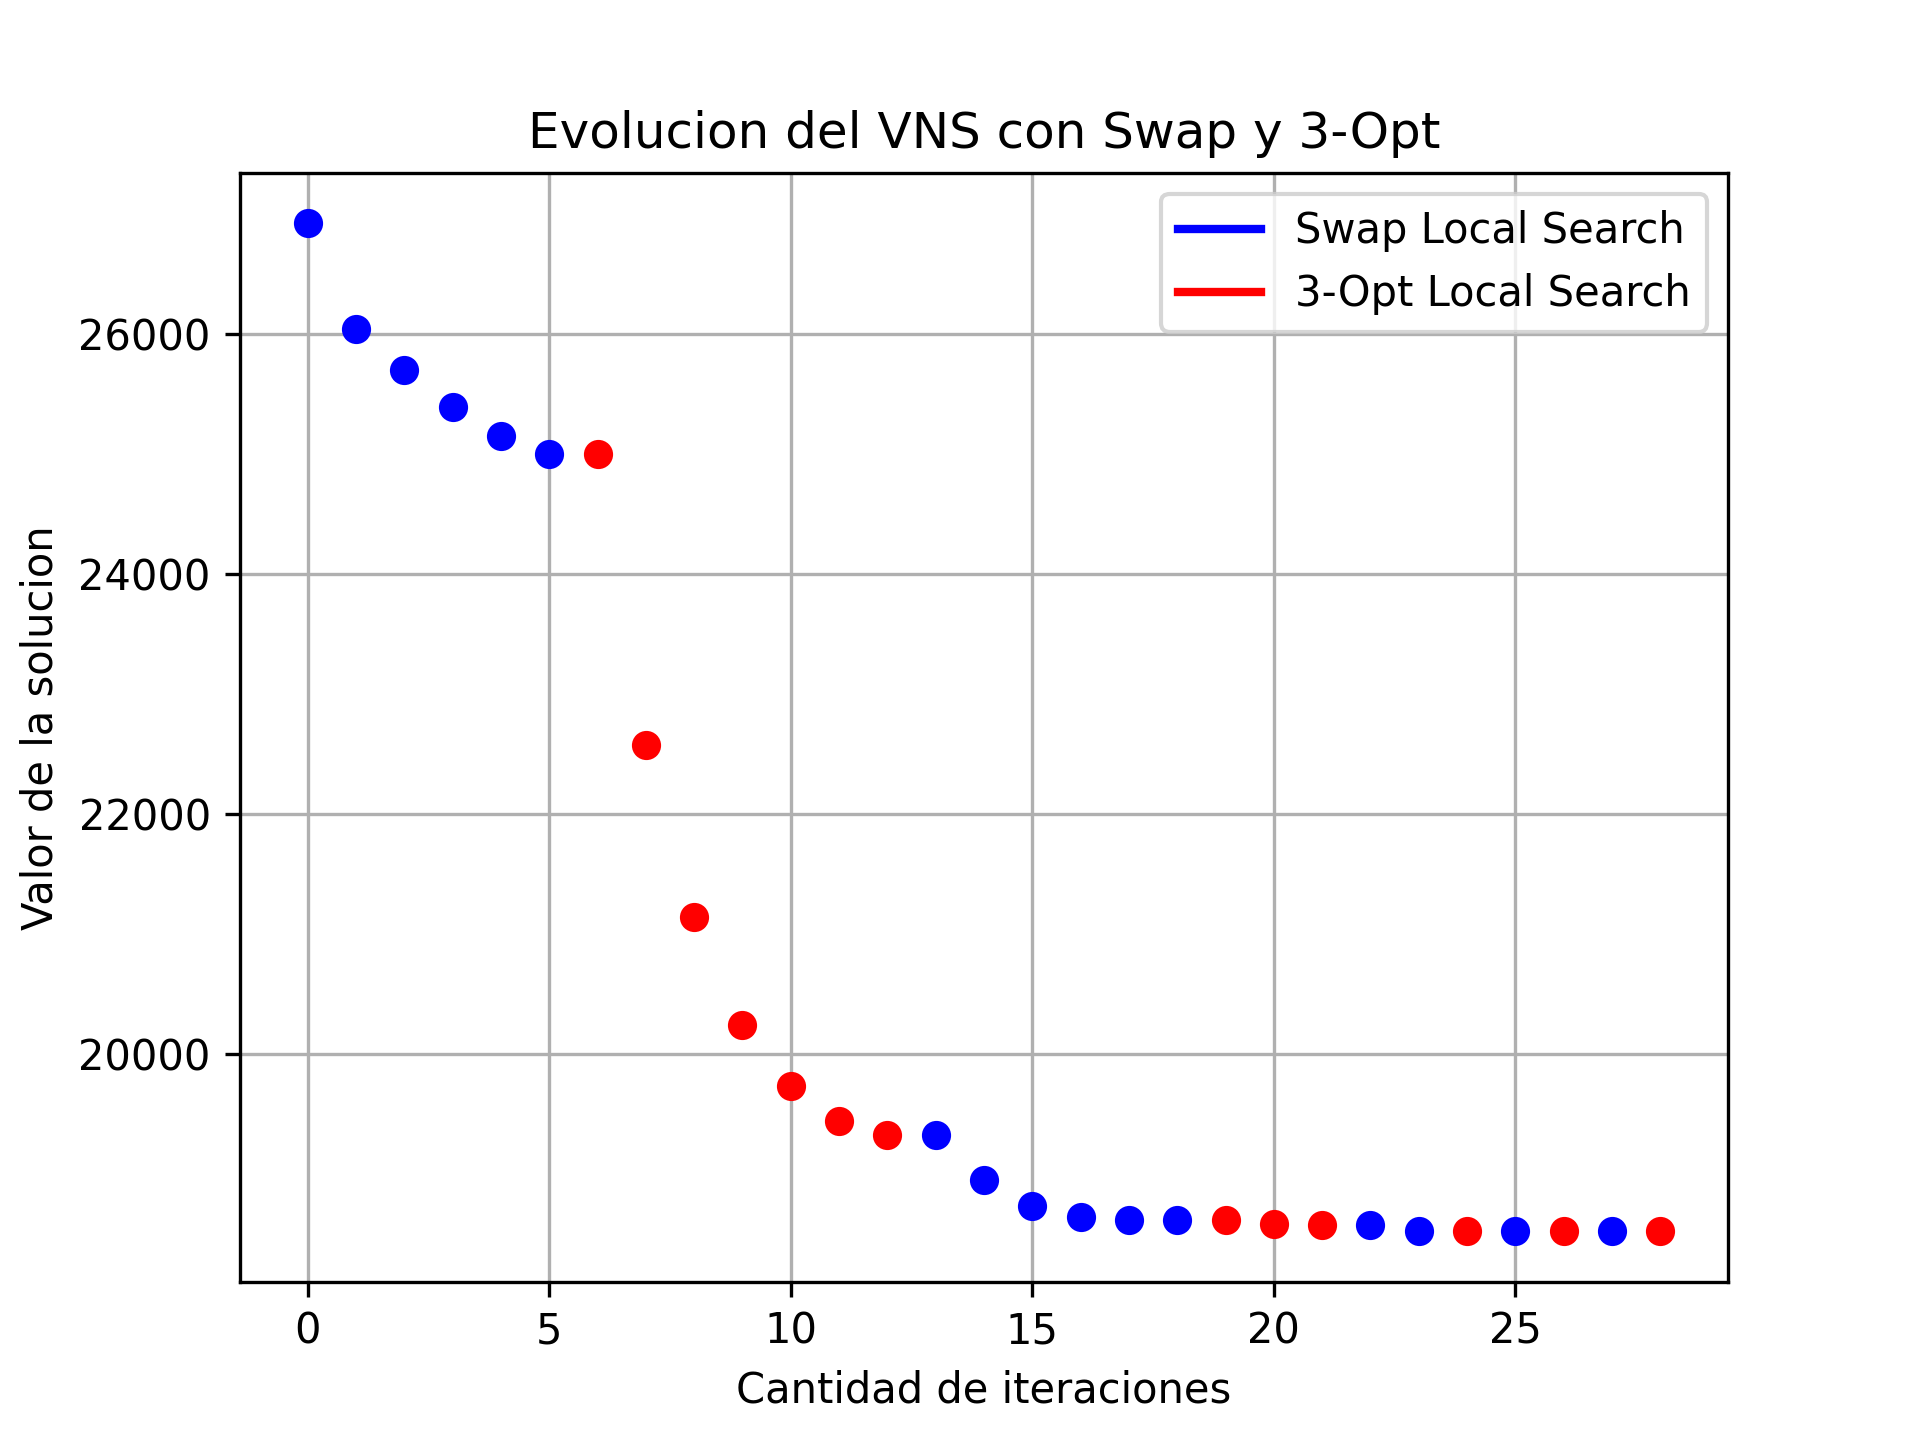 Evolucion del VNS con Swap y 3-Opt
Swap Local Search
3-Opt Local Search
26000
24000
22000
20000
Valor de la solucion
0 5 10 15 20 25
Cantidad de iteraciones